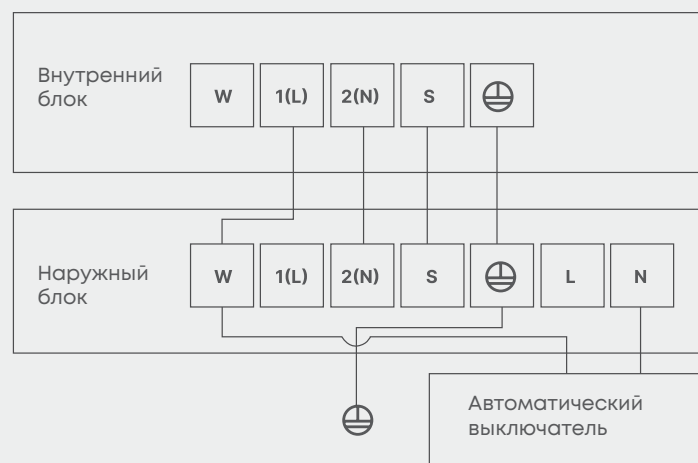 Внутренний
блок
W 1(L) 2(N) S
Наружный
блок
W 1(L) 2(N) S L N
Автоматический
выключатель